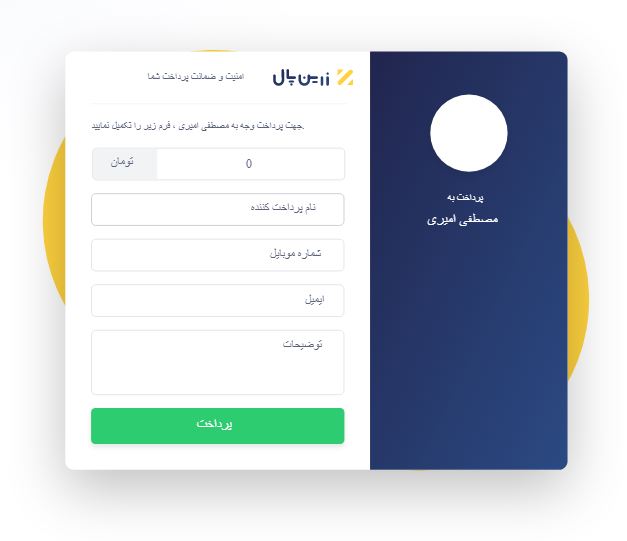 زرین پال
امنیت و ضمانت پرداخت شما
جهت پرداخت وجه به مصطفی امیری ، فرم زیر را تکمیل نمایید.
0
تومان
نام پرداخت کننده
شماره موبایل
ایمیل
توضیحات
پرداخت
پرداخت به
مصطفی امیری